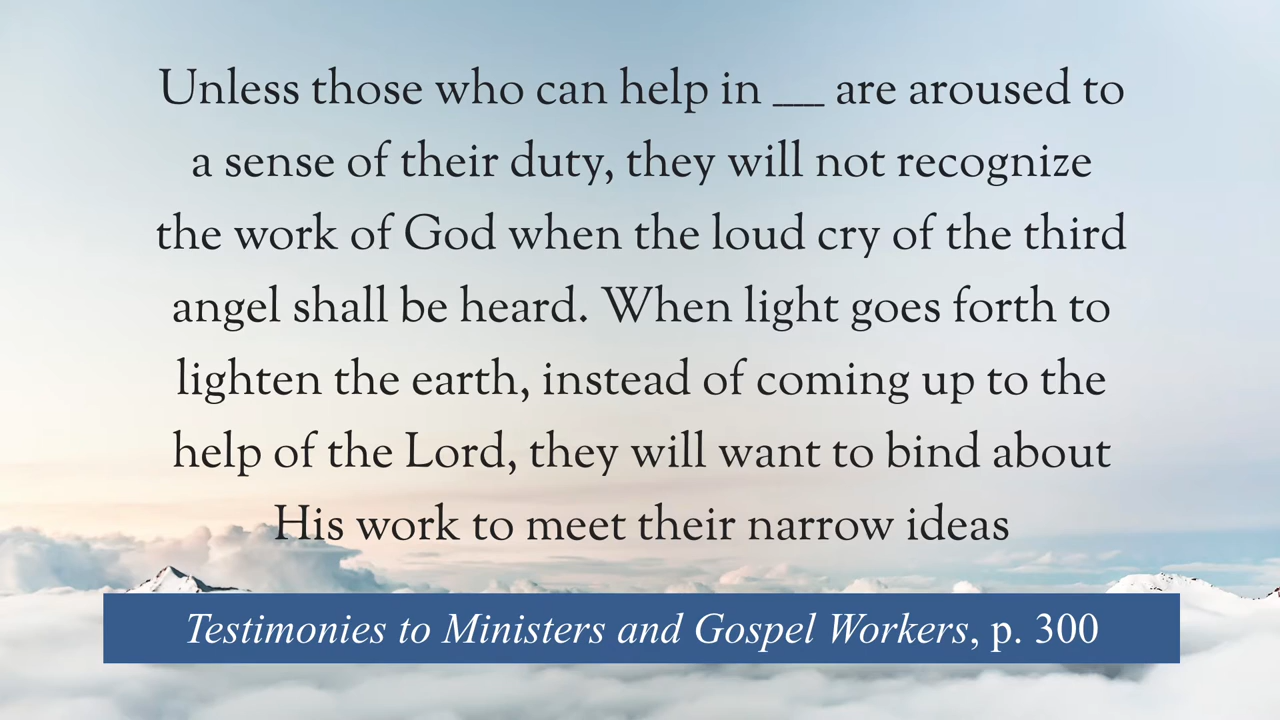 Unless those who can help in ___ are aroused to
a sense of their duty, they will not recognize
the work of God when the loud cry of the third
angel shall be heard. When light goes forth to
lighten the earth, instead of coming up to the
help of the Lord, they will want to bind about
His work to meet their narrow ideas
Testimonies to Ministers and Gospel Workers, p. 300